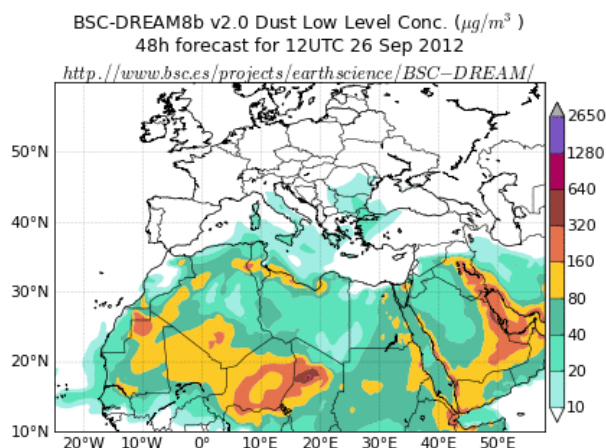 BSC-DREAM8b v2.0 Dust Low Level Conc. (μg/m³ )
48h forecast for 12UTC 26 Sep 2012
http.//www.bsc.es/projects/earthscience/BSC−DREAM/
50°N
40°N
30°N
20°N
10°N
20°W 10°W 0° 10°E 20°E 30°E 40°E 50°E
2650
1280
640
320
160
80
40
20
10